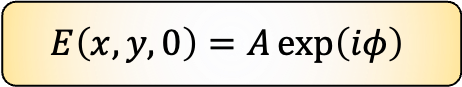 E(x, y, 0) = A exp(iϕ)